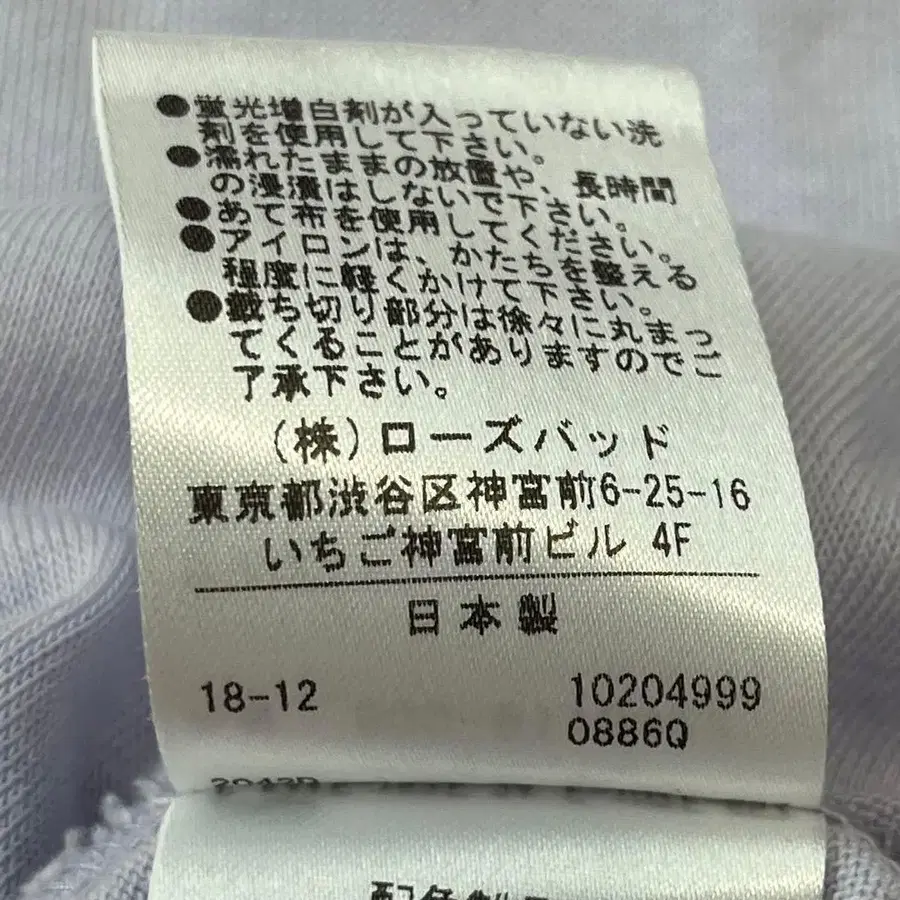 ●蛍光増白剤が入っていない洗
剤を使用して下さい。
●濡れたままの放置や、長時間
の浸漬はしないで下さい。
●あて布を使用してください。
●アイロンは、かたちを整える
程度に軽くかけて下さい。
●裁ち切り部分は徐々に丸まっ
てくることがありますのでご
了承下さい。
(株)ローズバッド
東京都渋谷区神宮前6-25-16
いちご神宮前ビル 4F
日本製
18-12
10204999
0886Q